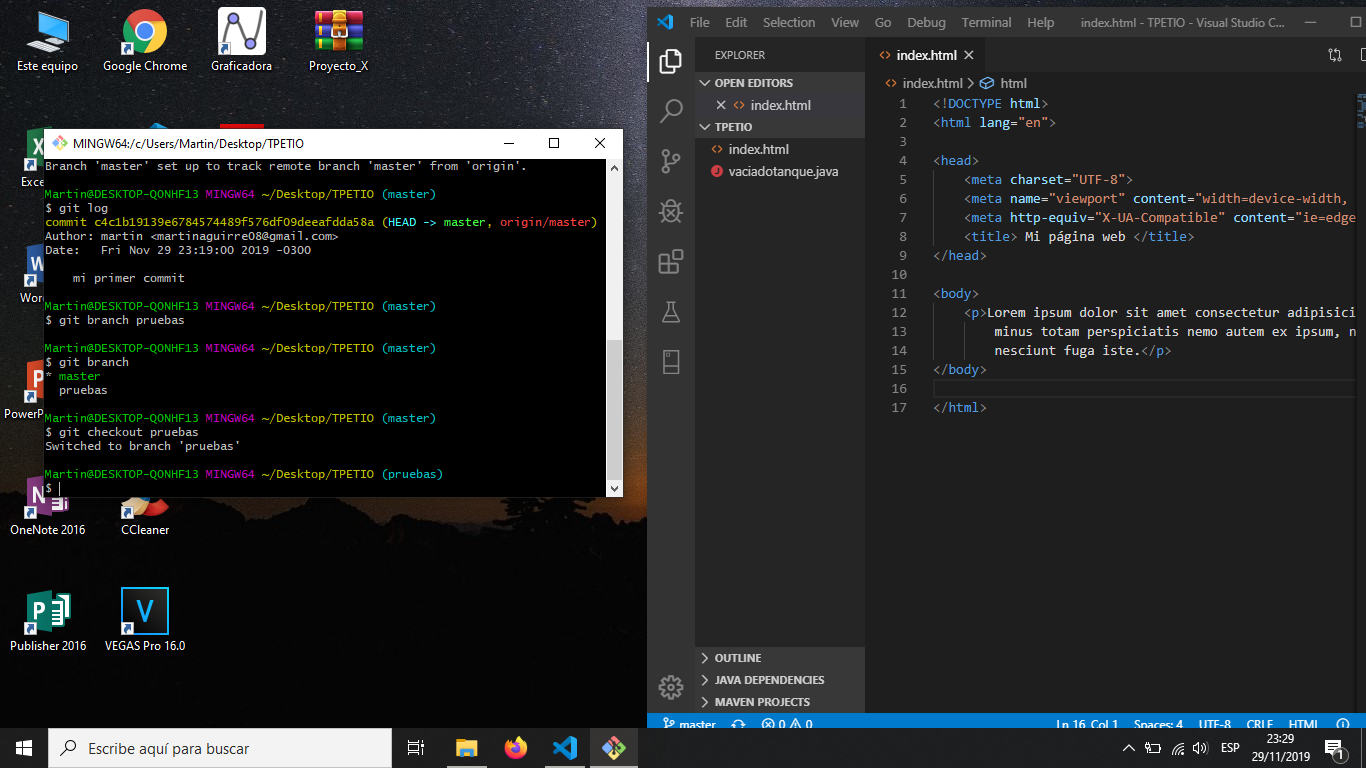 Este equipo
Google Chrome
Graficadora
Proyecto_X
Exce
Wor
PowerP
OneNote 2016
CCleaner
Publisher 2016
VEGAS Pro 16.0
MINGW64:/c/Users/Martin/Desktop/TPETIO
Branch 'master' set up to track remote branch 'master' from 'origin'.
Martin@DESKTOP-Q0NHF13 MINGW64 ~/Desktop/TPETIO (master)
$ git log
commit c4c1b19139e6784574489f576df09deeafdda58a (HEAD -> master, origin/master)
Author: martin <martinaguirre08@gmail.com>
Date:   Fri Nov 29 23:19:00 2019 -0300
mi primer commit
Martin@DESKTOP-Q0NHF13 MINGW64 ~/Desktop/TPETIO (master)
$ git branch pruebas
Martin@DESKTOP-Q0NHF13 MINGW64 ~/Desktop/TPETIO (master)
$ git branch
* master
pruebas
Martin@DESKTOP-Q0NHF13 MINGW64 ~/Desktop/TPETIO (master)
$ git checkout pruebas
Switched to branch 'pruebas'
Martin@DESKTOP-Q0NHF13 MINGW64 ~/Desktop/TPETIO (pruebas)
$
File Edit Selection View Go Debug Terminal Help index.html - TPETIO - Visual Studio C...
EXPLORER
OPEN EDITORS
index.html
TPETIO
index.html
vaciadotanque.java
OUTLINE
JAVA DEPENDENCIES
MAVEN PROJECTS
index.html
index.html > html
1 <!DOCTYPE html>
2 <html lang="en">
3
4 <head>
5 <meta charset="UTF-8">
6 <meta name="viewport" content="width=device-width,
7 <meta http-equiv="X-UA-Compatible" content="ie=edge
8 <title> Mi página web </title>
9 </head>
10
11 <body>
12 <p>Lorem ipsum dolor sit amet consectetur adipisici
13 minus totam perspiciatis nemo autem ex ipsum, n
14 nesciunt fuga iste.</p>
15 </body>
16
17 </html>
master 0 0 Ln 16, Col 1 Spaces: 4 UTF-8 CRLF HTML
Escribe aquí para buscar
ESP
23:29
29/11/2019
1